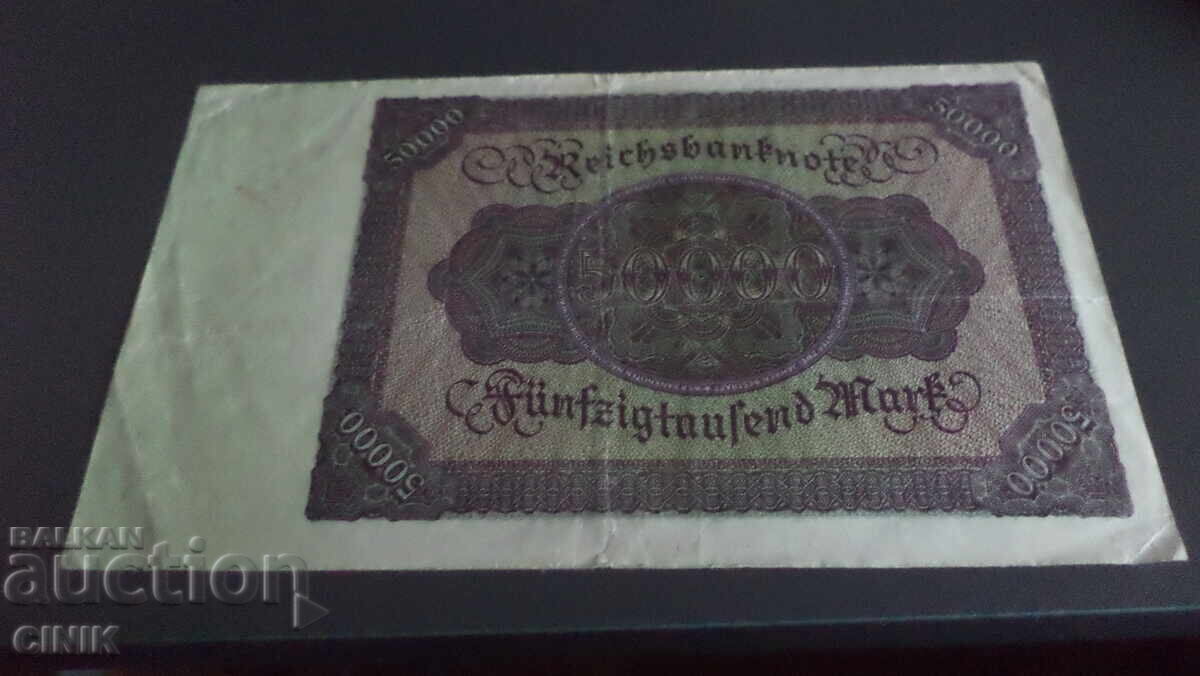 50000 50000
Reichsbanknote
50000
Fünfzigtausend Mark
50000 50000
BALKAN
auction
CINIK